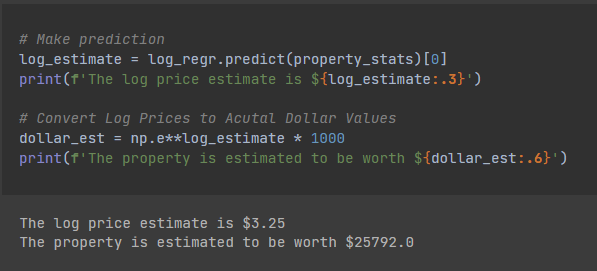 # Make prediction
log_estimate = log_regr.predict(property_stats)[0]
print(f'The log price estimate is ${log_estimate:.3}')
# Convert Log Prices to Acutal Dollar Values
dollar_est = np.e**log_estimate * 1000
print(f'The property is estimated to be worth ${dollar_est:.6}')
The log price estimate is $3.25
The property is estimated to be worth $25792.0